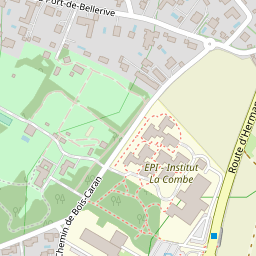 Port-de-Bellerive
Route d'Herman
EPI - Institut
La Combe
Chemin de Bois-Caran